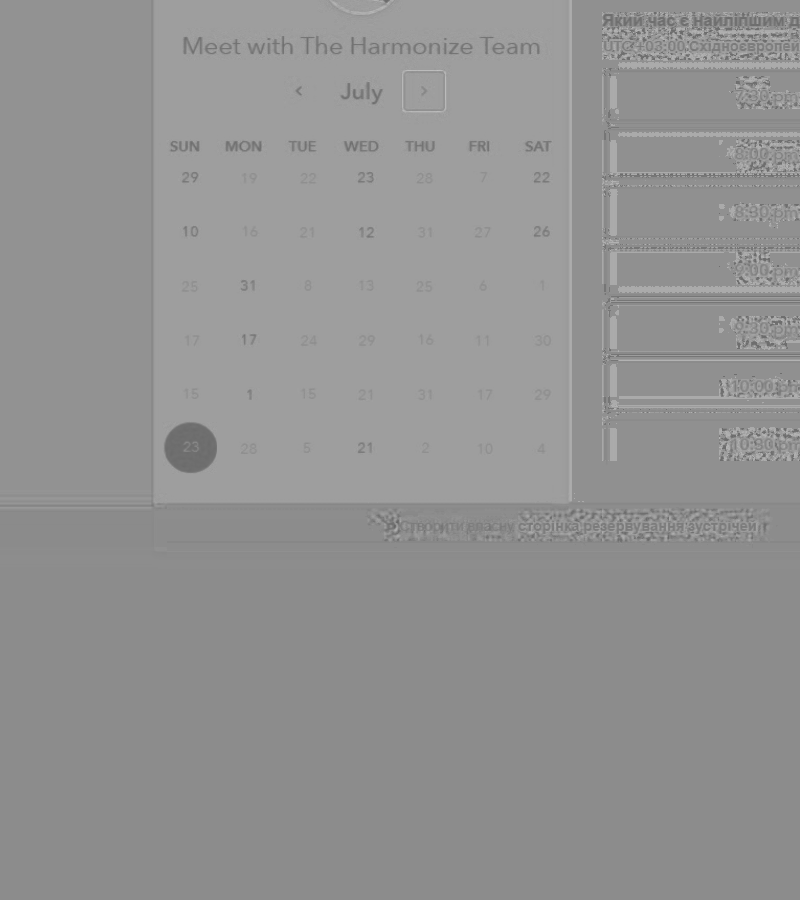 Meet with The Harmonize Team
July
SUN MON TUE WED THU FRI SAT
29 19 22 23 28 7 22
10 16 21 12 31 27 26
25 31 8 13 25 6 1
17 17 24 29 16 11 30
15 1 15 21 31 17 29
23 28 5 21 2 10 4
Який час є найліпшим
UTC+03:00 Східноєвропей
7:30 pm
8:00 pm
8:30 pm
9:00 pm
9:30 pm
10:00 pm
10:30 pm
Створити власну сторінка резервування зустрічей